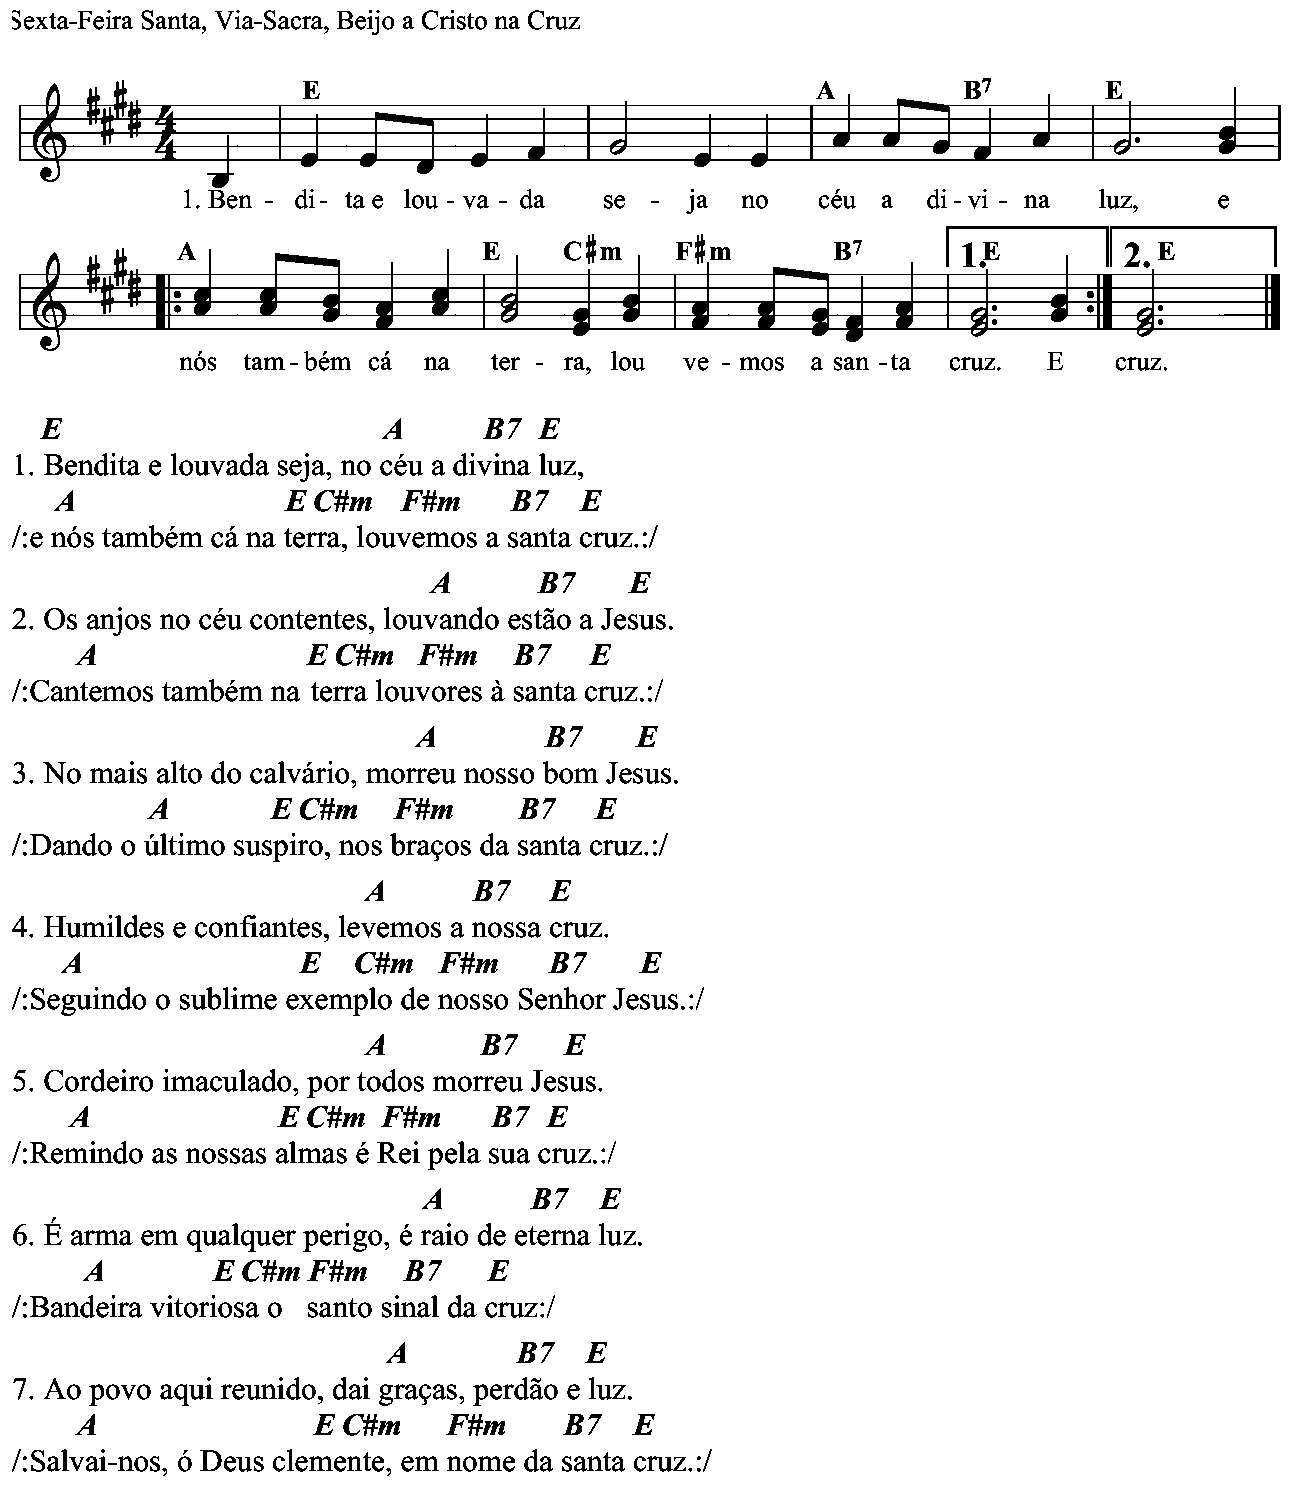 Sexta-Feira Santa, Via-Sacra, Beijo a Cristo na Cruz
E A B7 E
1. Ben - di - ta e lou - va - da se - ja no céu a di - vi - na luz, e
A E C#m F#m B7 1. E 2. E
nós tam - bém cá na ter - ra, lou ve - mos a san - ta cruz. E cruz.
E A B7 E
1. Bendita e louvada seja, no céu a divina luz,
A E C#m F#m B7 E
/:e nós também cá na terra, louvemos a santa cruz.:/
A B7 E
2. Os anjos no céu contentes, louvando estão a Jesus.
A E C#m F#m B7 E
/:Cantemos também na terra louvores à santa cruz.:/
A B7 E
3. No mais alto do calvário, morreu nosso bom Jesus.
A E C#m F#m B7 E
/:Dando o último suspiro, nos braços da santa cruz.:/
A B7 E
4. Humildes e confiantes, levemos a nossa cruz.
A E C#m F#m B7 E
/:Seguindo o sublime exemplo de nosso Senhor Jesus.:/
A B7 E
5. Cordeiro imaculado, por todos morreu Jesus.
A E C#m F#m B7 E
/:Remindo as nossas almas é Rei pela sua cruz.:/
A B7 E
6. É arma em qualquer perigo, é raio de eterna luz.
A E C#m F#m B7 E
/:Bandeira vitoriosa o santo sinal da cruz:/
A B7 E
7. Ao povo aqui reunido, dai graças, perdão e luz.
A E C#m F#m B7 E
/:Salvai-nos, ó Deus clemente, em nome da santa cruz.:/